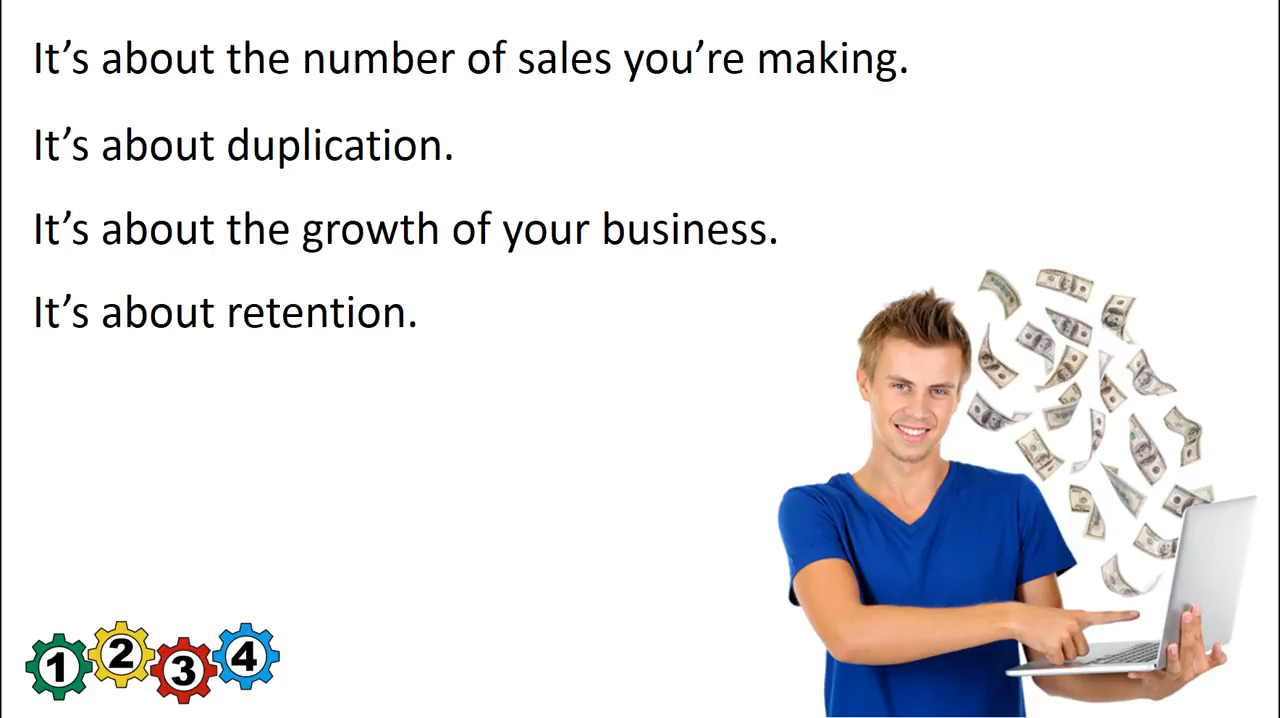 It’s about the number of sales you’re making.
It’s about duplication.
It’s about the growth of your business.
It’s about retention.
1 2 3 4